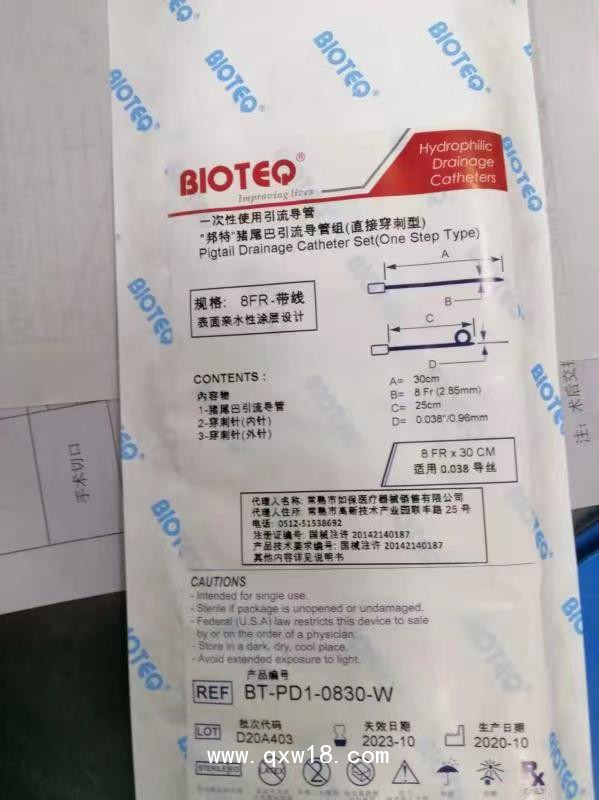 BIOTEQ®
BIOTEQ®
BIOTEQ®
BIOTEQ®
BIOTEQ®
Improving lives
Hydrophilic
Drainage
Catheters
一次性使用引流导管
"邦特"猪尾巴引流导管组(直接穿刺型)
Pigtail Drainage Catheter Set(One Step Type)
A
B
C
D
规格: 8FR-带线
表面亲水性涂层设计
CONTENTS :
内容物
1-猪尾巴引流导管
2-穿刺针(内针)
3-穿刺针(外针)
A= 30cm
B= 8 Fr (2.85mm)
C= 25cm
D= 0.038"/0.96mm
8 FR x 30 CM
适用 0.038 导丝
手术切口
注: 术后交
代理人名称: 常熟市如保医疗器械销售有限公司
代理人住所: 常熟市高新技术产业园联丰路 25 号
电话: 0512-51538692
注册证编号: 国械注许 20142140187
产品技术要求编号: 国械注许 20142140187
其他内容详见说明书
CAUTIONS
- Intended for single use.
- Sterile if package is unopened or undamaged.
- Federal (U.S.A) law restricts this device to sale
by or on the order of a physician.
- Store in a dark, dry, cool place.
- Avoid extended exposure to light.
产品编号
REF BT-PD1-0830-W
LOT
批次代码
D20A403
失效日期
2023-10
生产日期
2020-10
www.qxw18.com
STERILE EO
LATEX
2
Rx
ONLY